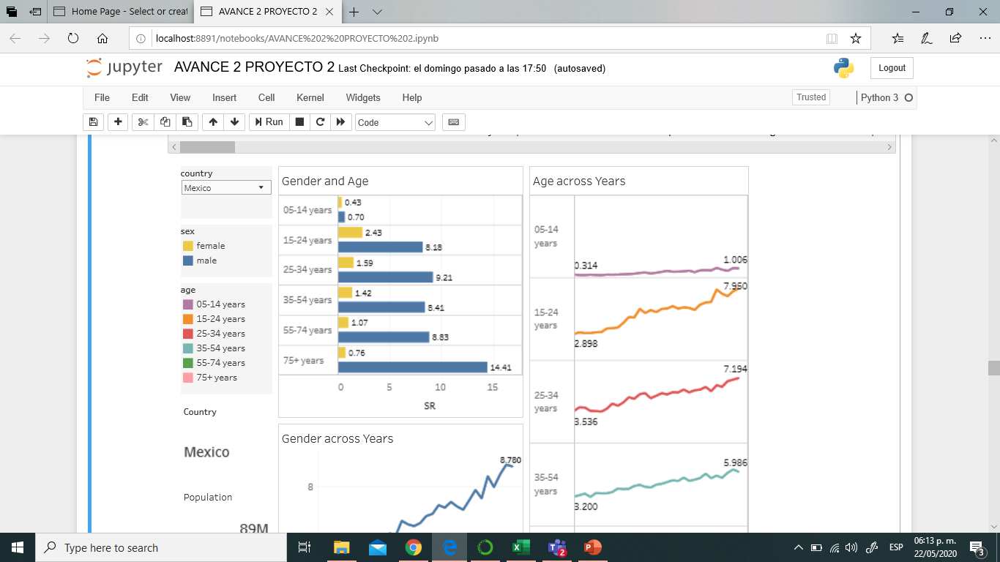 Home Page - Select or creat
AVANCE 2 PROYECTO 2
localhost:8891/notebooks/AVANCE%202%20PROYECTO%202.ipynb
jupyter AVANCE 2 PROYECTO 2 Last Checkpoint: el domingo pasado a las 17:50 (autosaved)
Logout
File Edit View Insert Cell Kernel Widgets Help
Trusted Python 3
Run Code
country
Mexico
sex
female
male
age
05-14 years
15-24 years
25-34 years
35-54 years
55-74 years
75+ years
Country
Mexico
Population
89M
Gender and Age
05-14 years 0.43
0.70
15-24 years 2.43
8.18
25-34 years 1.59
9.21
35-54 years 1.42
8.41
55-74 years 1.07
8.83
75+ years 0.76
14.41
0 5 10 15
SR
Gender across Years
8.780
8
Age across Years
05-14
years
0.314 1.006
15-24
years
2.898 7.950
25-34
years
3.536 7.194
35-54
years
3.200 5.986
Type here to search
ESP
06:13 p. m.
22/05/2020
2
3